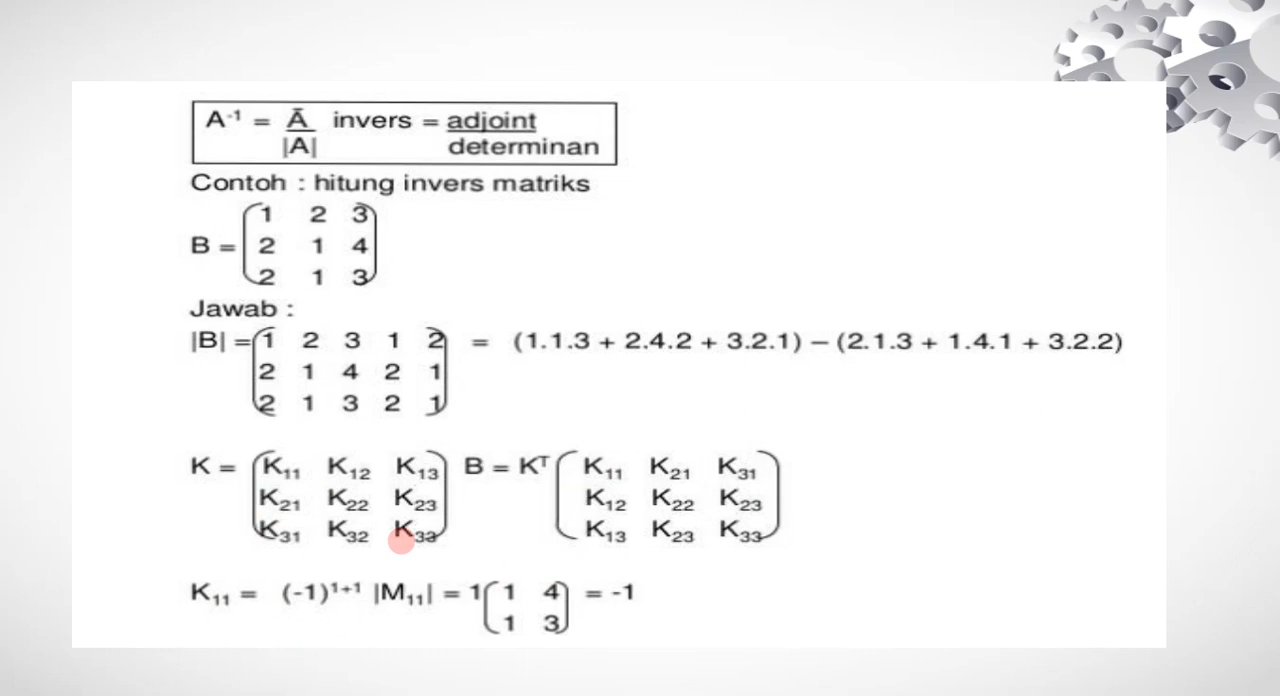 A⁻¹ = Ā invers = adjoint
|A| determinan
Contoh : hitung invers matriks
1 2 3
B = 2 1 4
2 1 3
Jawab :
|B| = 1 2 3 1 2 = (1.1.3 + 2.4.2 + 3.2.1) – (2.1.3 + 1.4.1 + 3.2.2)
2 1 4 2 1
2 1 3 2 1
K = K₁₁ K₁₂ K₁₃ B = Kᵀ K₁₁ K₂₁ K₃₁
K₂₁ K₂₂ K₂₃ K₁₂ K₂₂ K₂₃
K₃₁ K₃₂ K₃₃ K₁₃ K₂₃ K₃₃
K₁₁ = (-1)¹⁺¹ |M₁₁| = 1 1 4 = -1
1 3